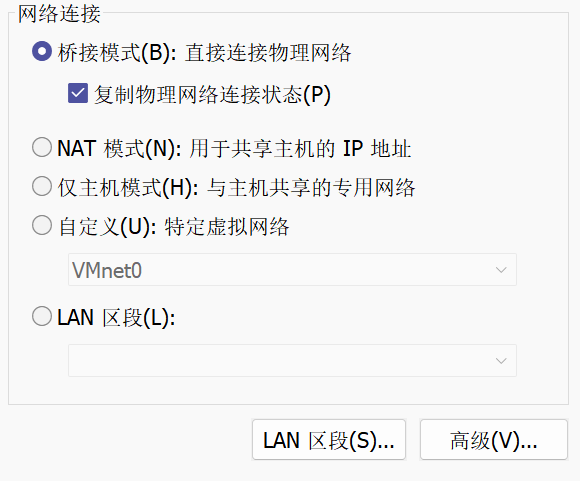 网络连接
桥接模式(B): 直接连接物理网络
复制物理网络连接状态(P)
NAT 模式(N): 用于共享主机的 IP 地址
仅主机模式(H): 与主机共享的专用网络
自定义(U): 特定虚拟网络
VMnet0
LAN 区段(L):
LAN 区段(S)... 高级(V)...